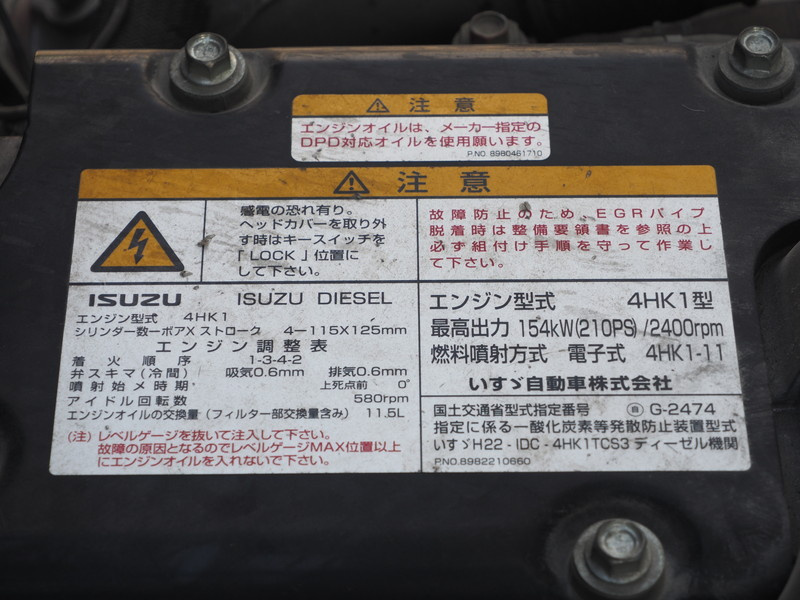 注意
エンジンオイルは、メーカー指定の
DPD対応オイルを使用願います。
P.NO. 8980461710
注意
感電の恐れ有り。
ヘッドカバーを取り外
す時はキースイッチを
「LOCK」位置に
して下さい。
故障防止のため、EGRパイプ
脱着時は整備要領書を参照の上
必ず組付け手順を守って作業し
て下さい。
ISUZU ISUZU DIESEL
エンジン型式 4HK1
シリンダー数ーボアXストローク 4-115X125mm
エンジン調整表
着火順序 1-3-4-2
弁スキマ(冷間) 吸気0.6mm 排気0.6mm
噴射始メ時期 上死点前 0°
アイドル回転数 580rpm
エンジンオイルの交換量(フィルター部交換量含み) 11.5L
(注)レベルゲージを抜いて注入して下さい。
故障の原因となるのでレベルゲージMAX位置以上
にエンジンオイルを入れないで下さい。
エンジン型式 4HK1型
最高出力 154kW(210PS)/2400rpm
燃料噴射方式 電子式 4HK1-11
いすゞ自動車株式会社
国土交通省型式指定番号 自 G-2474
指定に係る一酸化炭素等発散防止装置型式
いすゞH22-IDC-4HK1TCS3 ディーゼル機関
P.NO.8982210660